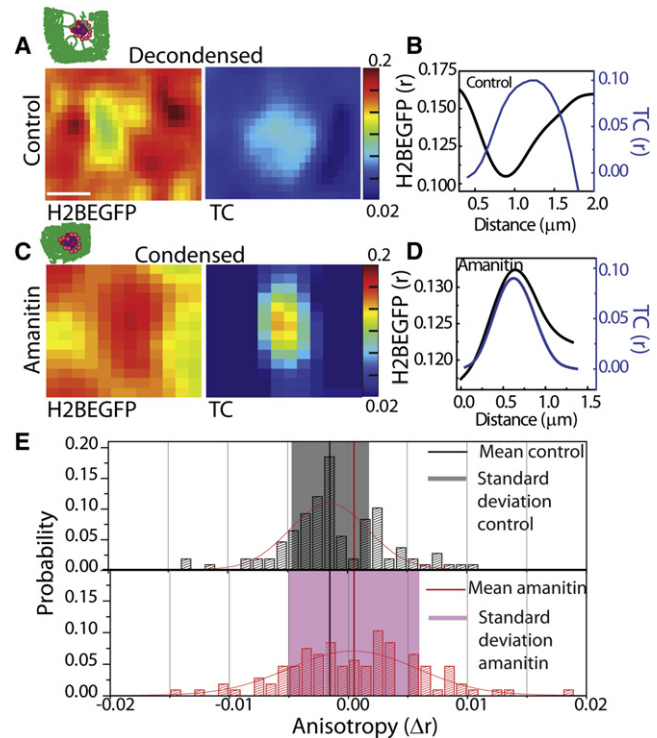 A
Decondensed
Control
H2BEGFP
TC
0.2
0.02
B
Control
H2BEGFP (r)
0.175
0.150
0.125
0.100
TC (r)
0.10
0.05
0.00
0.5 1.0 1.5 2.0
Distance (μm)
C
Condensed
Amanitin
H2BEGFP
TC
0.2
0.02
D
Amanitin
H2BEGFP (r)
0.130
0.125
0.120
TC (r)
0.10
0.05
0.00
0.0 0.5 1.0 1.5
Distance (μm)
E
Probability
0.20
0.15
0.10
0.05
0.00
Mean control
Standard
deviation
control
0.15
0.10
0.05
0.00
Mean amanitin
Standard
deviation
amanitin
-0.02 -0.01 0.00 0.01 0.02
Anisotropy (Δr)